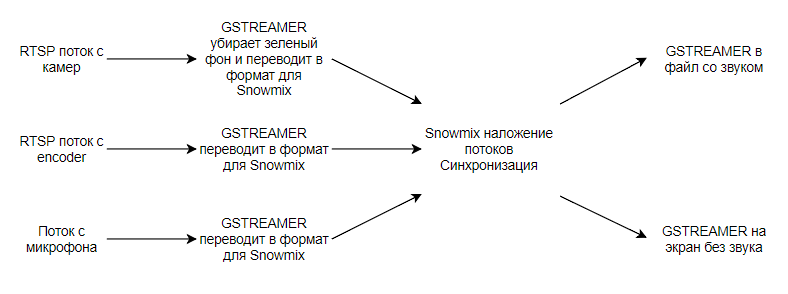 RTSP поток с
камер
GSTREAMER
убирает зеленый
фон и переводит в
формат для
Snowmix
RTSP поток с
encoder
GSTREAMER
переводит в формат
для Snowmix
Поток с
микрофона
GSTREAMER
переводит в формат
для Snowmix
Snowmix наложение
потоков
Синхронизация
GSTREAMER в
файл со звуком
GSTREAMER на
экран без звука